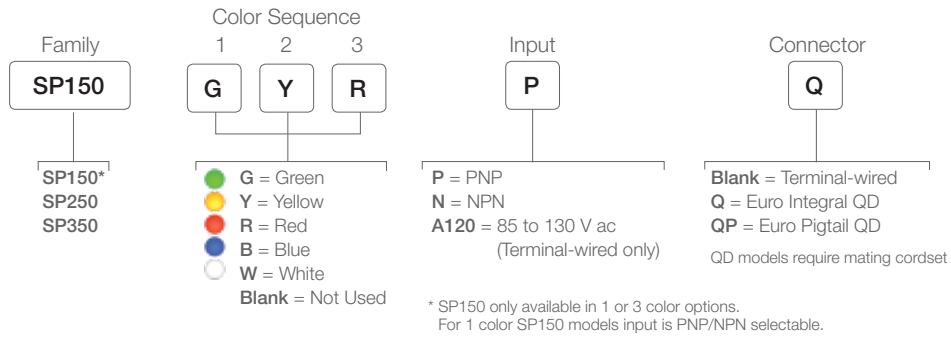 Color Sequence
Family 1 2 3 Input Connector
SP150 G Y R P Q
SP150*
SP250
SP350
G = Green
Y = Yellow
R = Red
B = Blue
W = White
Blank = Not Used
P = PNP
N = NPN
A120 = 85 to 130 V ac
(Terminal-wired only)
Blank = Terminal-wired
Q = Euro Integral QD
QP = Euro Pigtail QD
QD models require mating cordset
* SP150 only available in 1 or 3 color options.
For 1 color SP150 models input is PNP/NPN selectable.